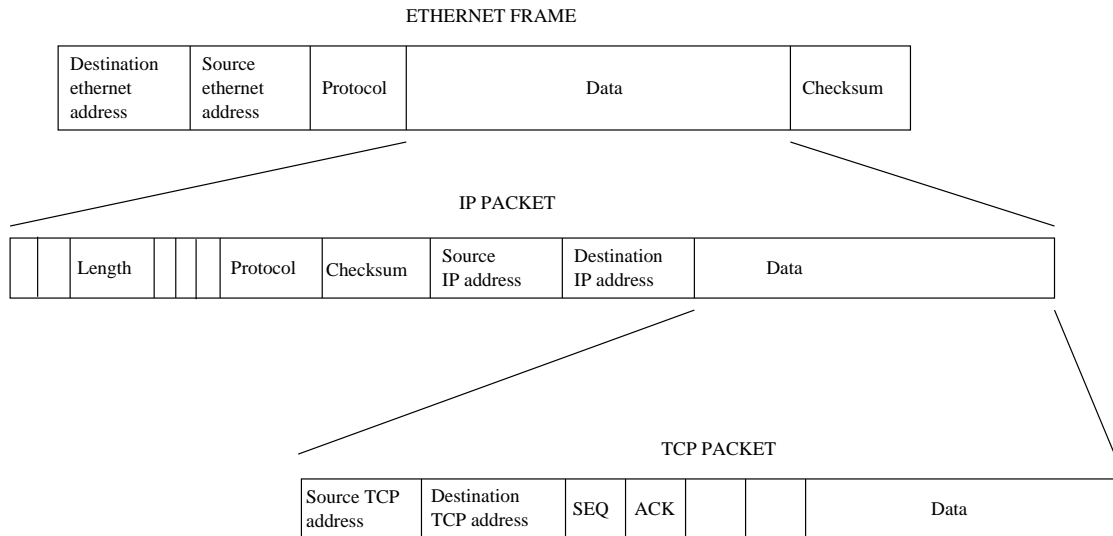 ETHERNET FRAME
Destination
ethernet
address
Source
ethernet
address
Protocol
Data
Checksum
IP PACKET
Length
Protocol
Checksum
Source
IP address
Destination
IP address
Data
TCP PACKET
Source TCP
address
Destination
TCP address
SEQ
ACK
Data